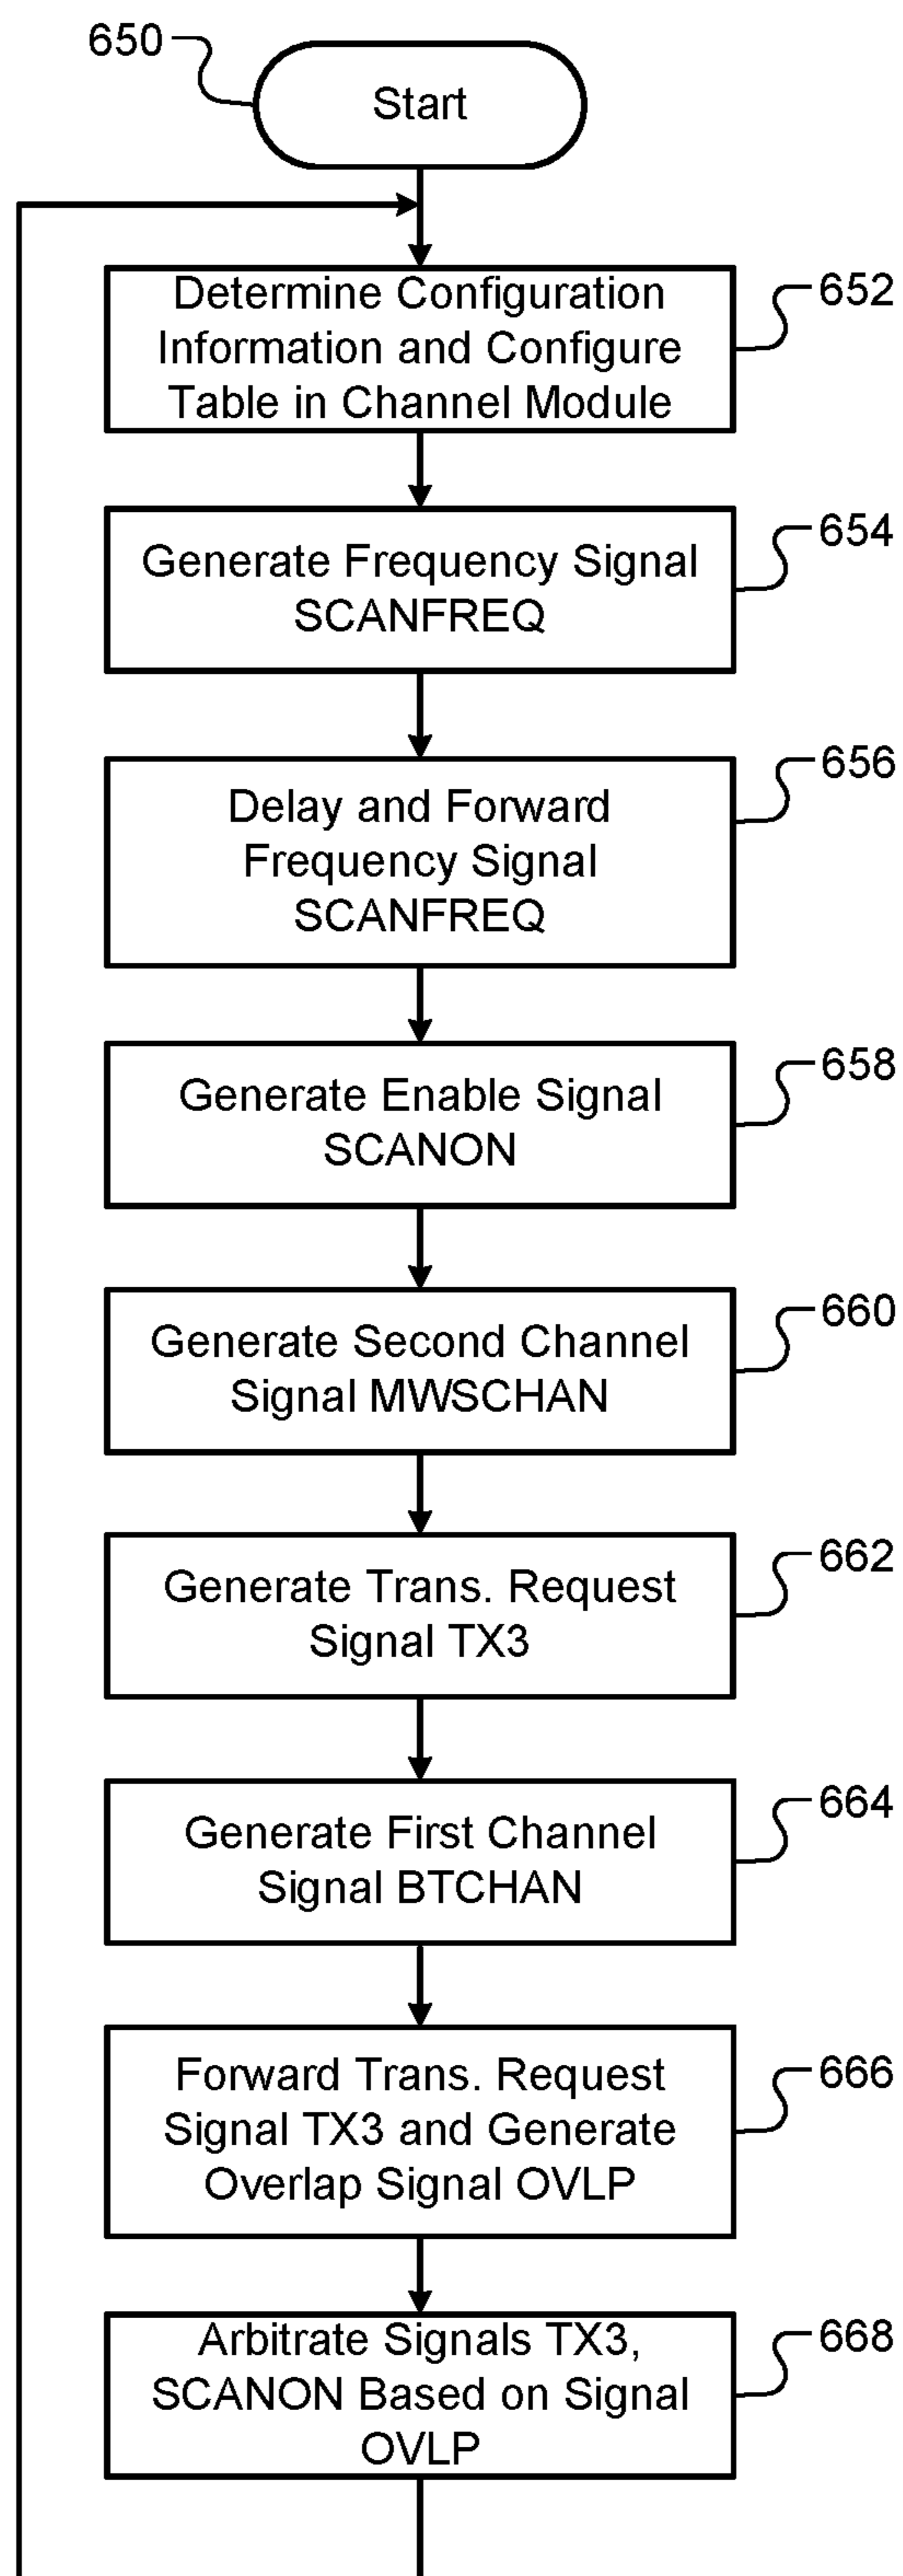 650
Start
Determine Configuration
Information and Configure
Table in Channel Module
652
Generate Frequency Signal
SCANFREQ
654
Delay and Forward
Frequency Signal
SCANFREQ
656
Generate Enable Signal
SCANON
658
Generate Second Channel
Signal MWSCHAN
660
Generate Trans. Request
Signal TX3
662
Generate First Channel
Signal BTCHAN
664
Forward Trans. Request
Signal TX3 and Generate
Overlap Signal OVLP
666
Arbitrate Signals TX3,
SCANON Based on Signal
OVLP
668